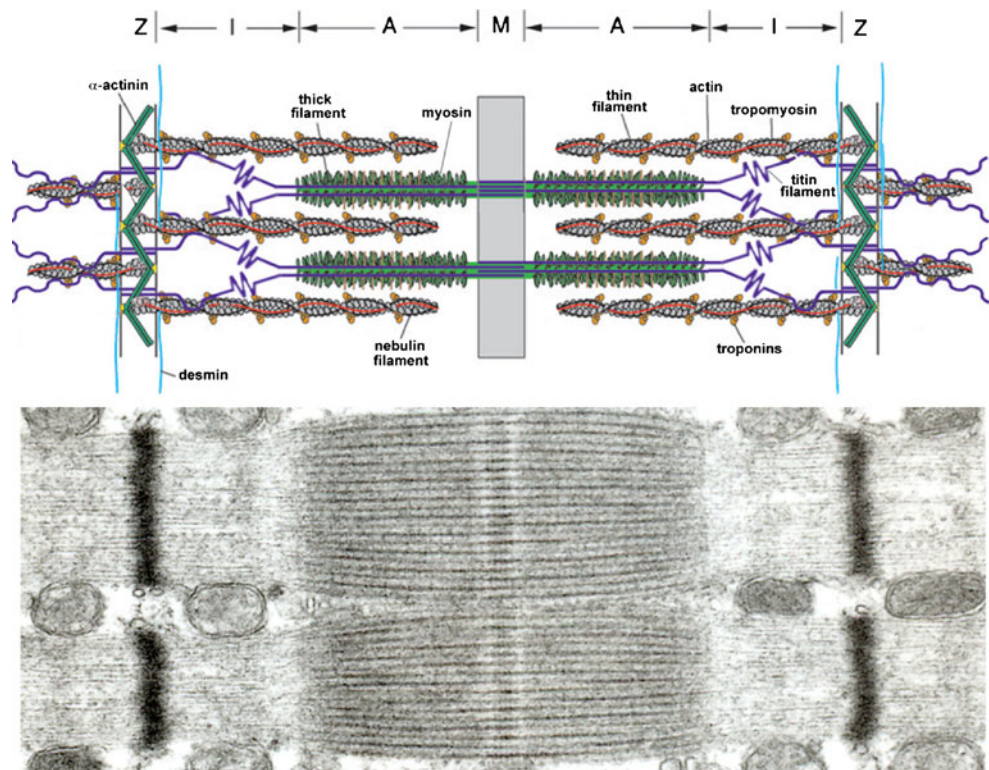 Z I A M A I Z
α-actinin
thick
filament
myosin
thin
filament
actin
tropomyosin
titin
filament
nebulin
filament
troponins
desmin